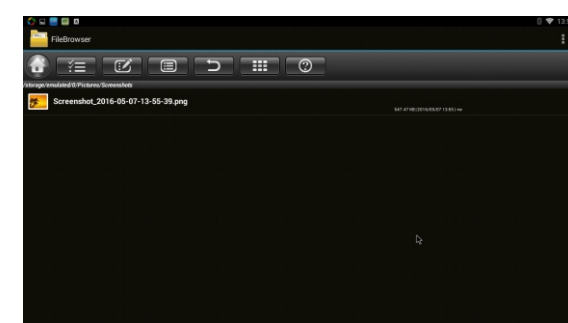 FileBrowser
/storage/emulated/0/Pictures/Screenshots
Screenshot_2016-05-07-13-55-39.png